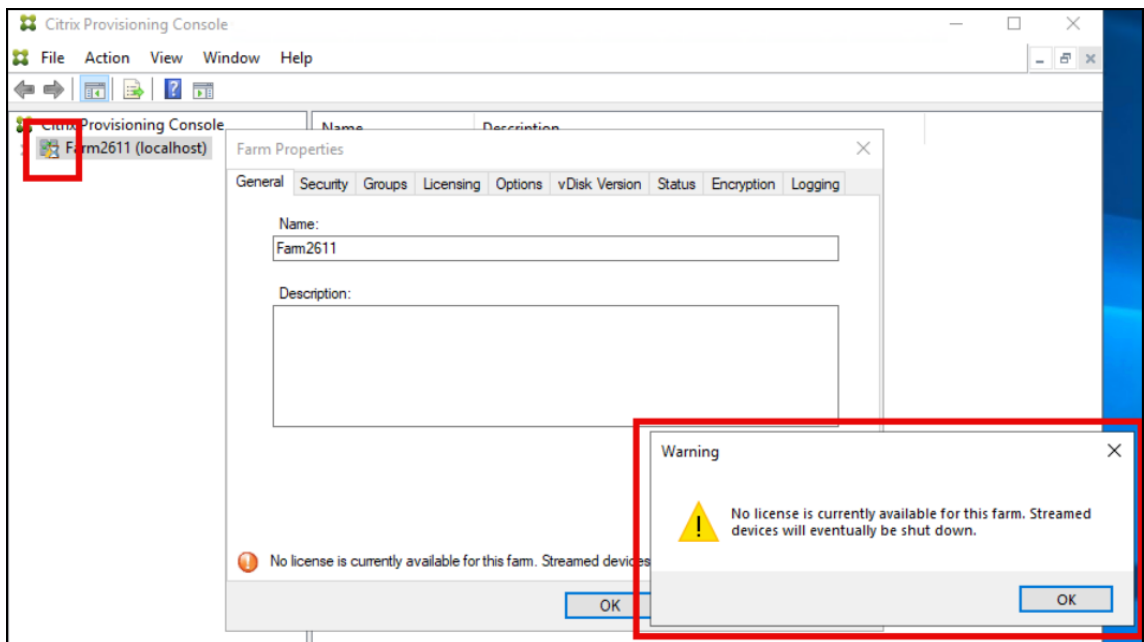 Citrix Provisioning Console
File Action View Window Help
Citrix Provisioning Console
Farm2611 (localhost)
Name Description
Farm Properties
General Security Groups Licensing Options vDisk Version Status Encryption Logging
Name:
Farm2611
Description:
No license is currently available for this farm. Streamed devices
OK
Warning
No license is currently available for this farm. Streamed
devices will eventually be shut down.
OK